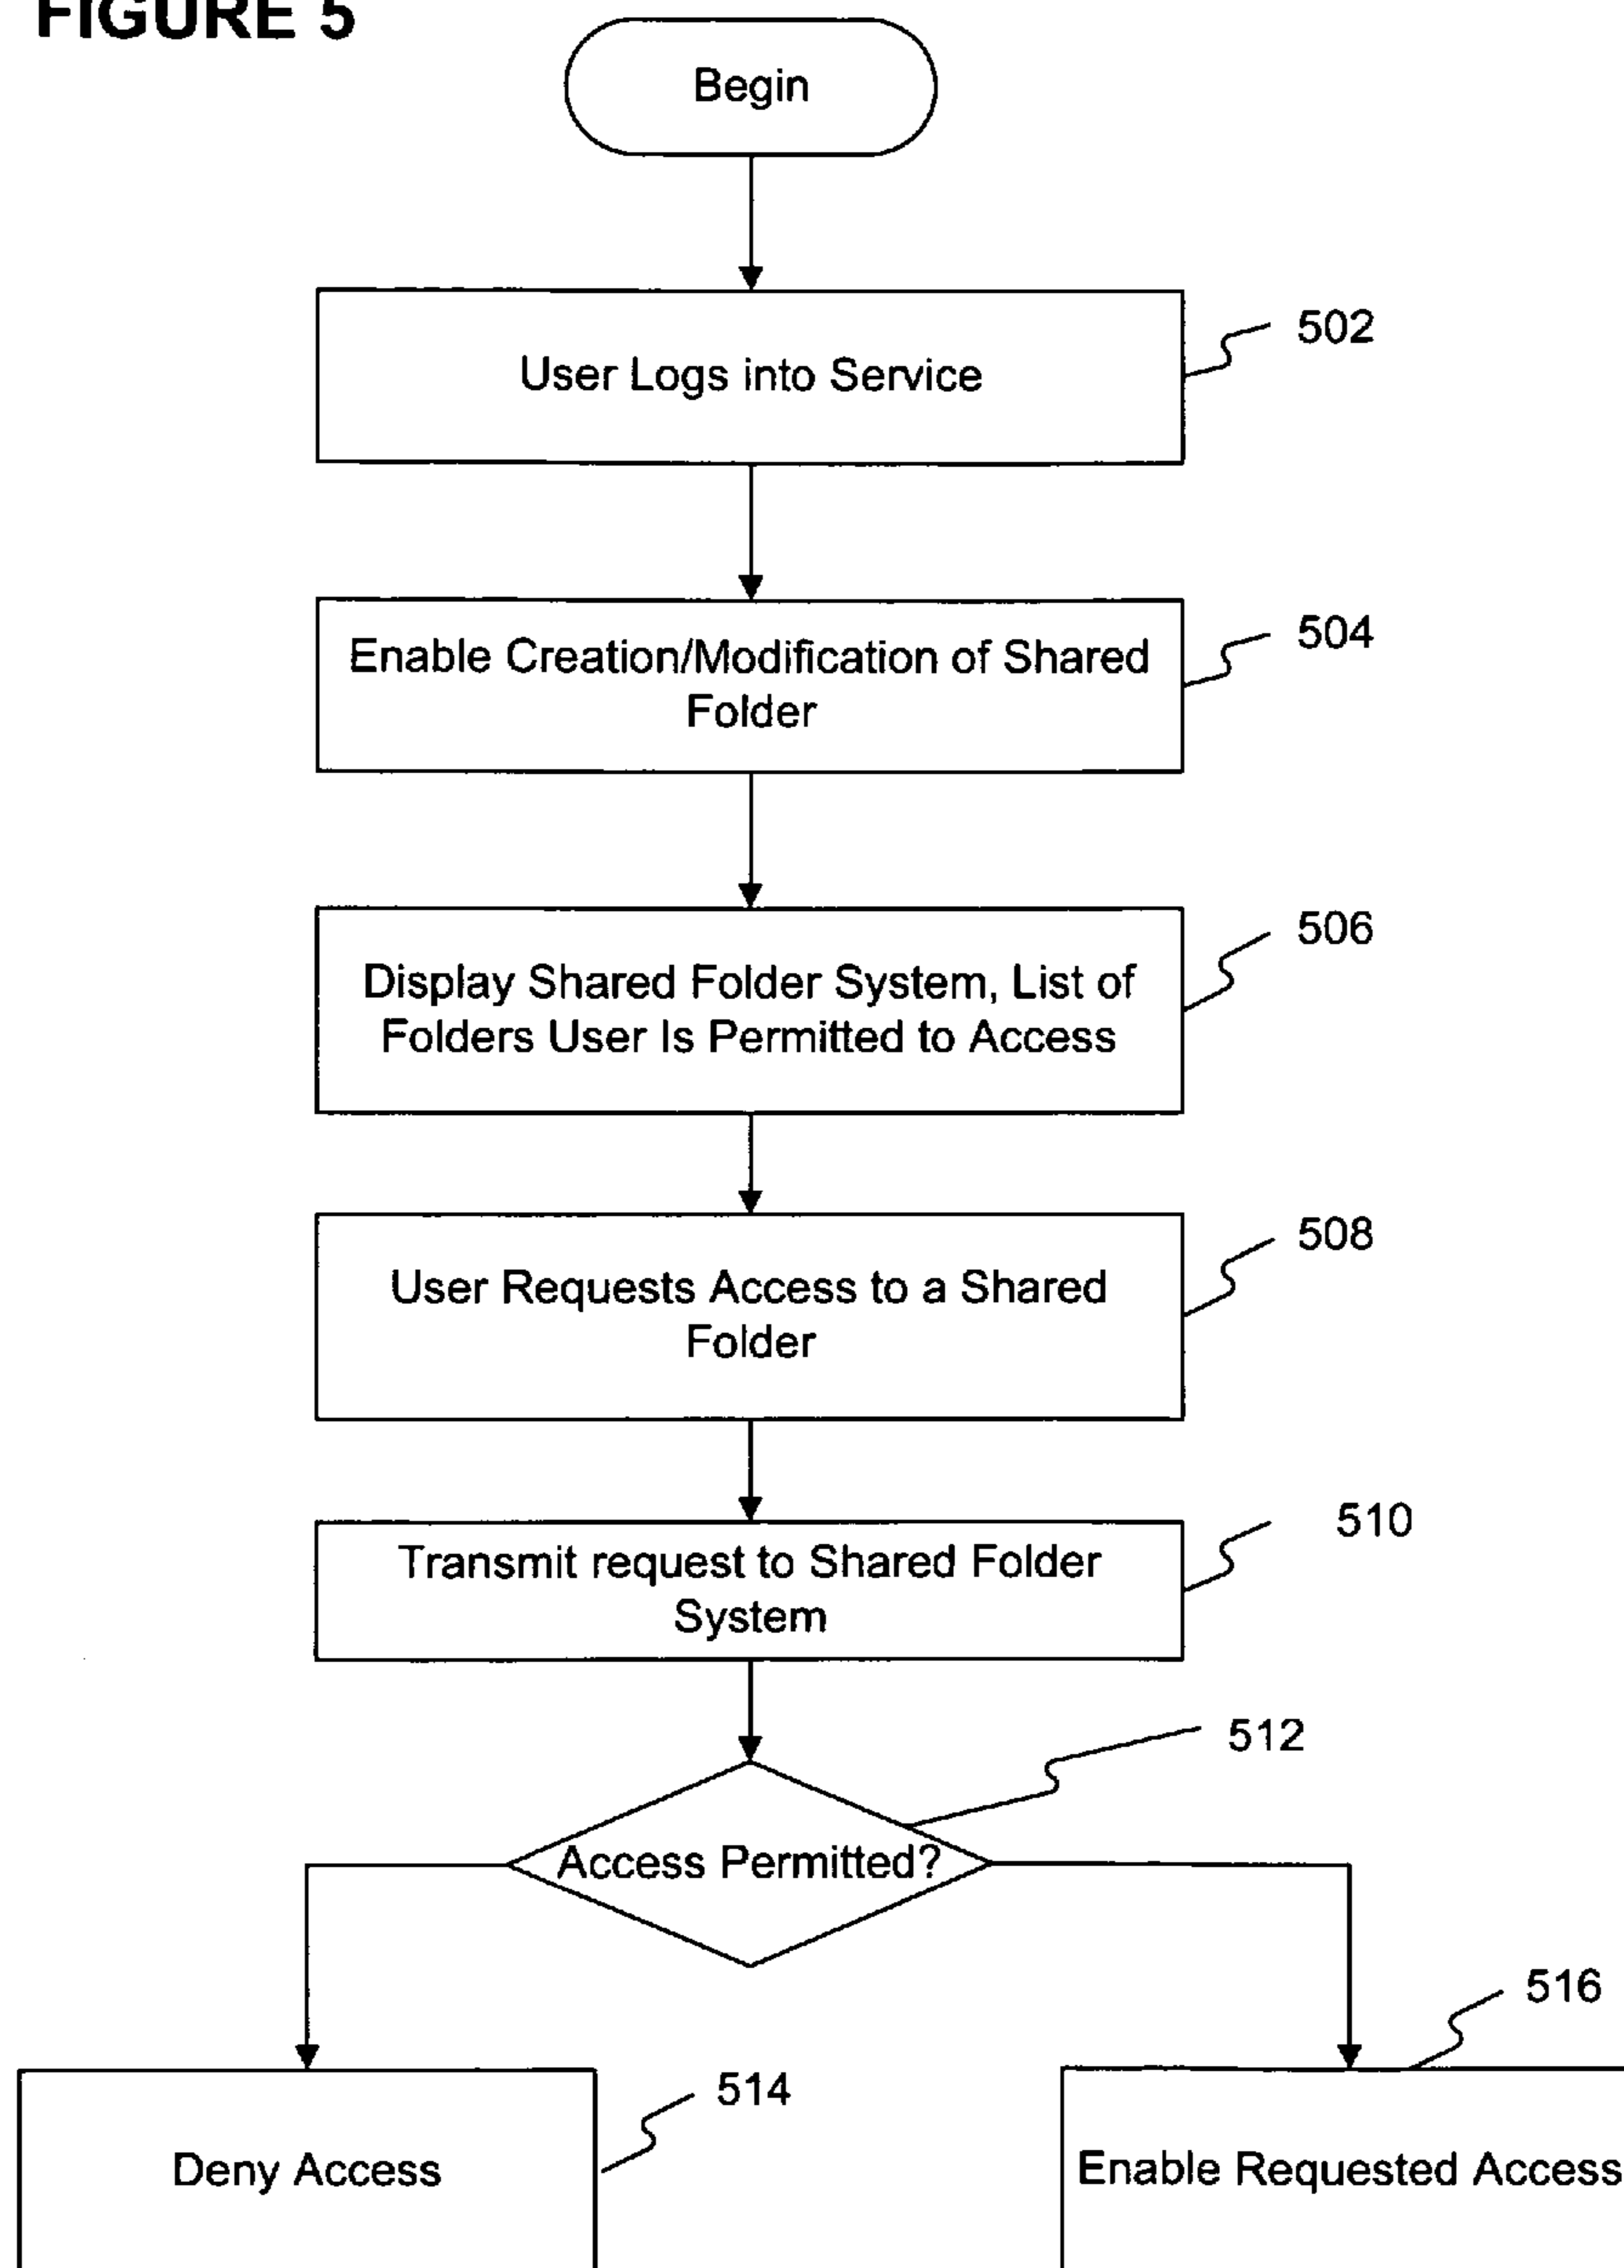 FIGURE 5
Begin
User Logs into Service
502
Enable Creation/Modification of Shared
Folder
504
Display Shared Folder System, List of
Folders User Is Permitted to Access
506
User Requests Access to a Shared
Folder
508
Transmit request to Shared Folder
System
510
Access Permitted?
512
Deny Access
514
Enable Requested Access
516